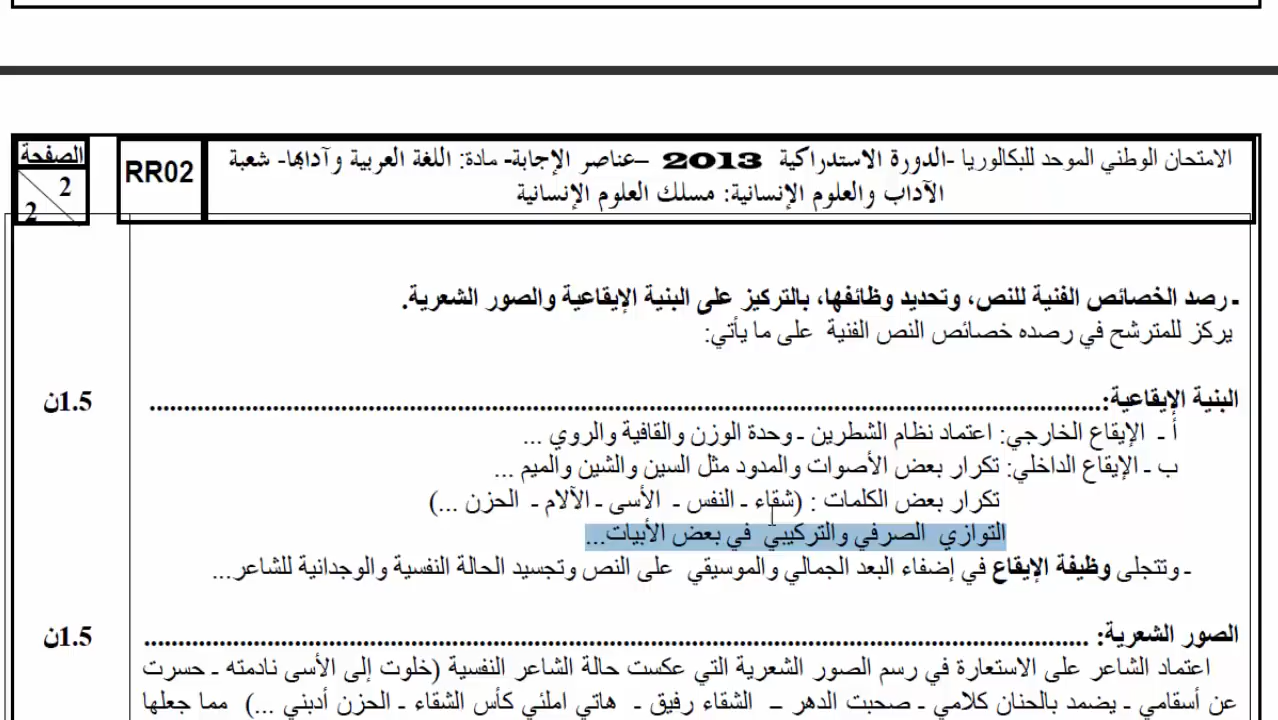 الامتحان الوطني الموحد للبكالوريا -الدورة الاستدراكية 2013 –عناصر الإجابة- مادة: اللغة العربية وآدابها- شعبة
الآداب والعلوم الإنسانية: مسلك العلوم الإنسانية
RR02
الصفحة
2
2
ـ رصد الخصائص الفنية للنص، وتحديد وظائفها، بالتركيز على البنية الإيقاعية والصور الشعرية.
يركز للمترشح في رصده خصائص النص الفنية على ما يأتي:
البنية الإيقاعية:............................................................ 1.5ن
أ ـ الإيقاع الخارجي: اعتماد نظام الشطرين ـ وحدة الوزن والقافية والروي ...
ب ـ الإيقاع الداخلي: تكرار بعض الأصوات والمدود مثل السين والشين والميم ...
تكرار بعض الكلمات : (شقاء ـ النفس ـ الأسى ـ الآلام ـ الحزن ...)
التوازي الصرفي والتركيبي في بعض الأبيات...
ـ وتتجلى وظيفة الإيقاع في إضفاء البعد الجمالي والموسيقي على النص وتجسيد الحالة النفسية والوجدانية للشاعر...
الصور الشعرية: ............................................................ 1.5ن
اعتماد الشاعر على الاستعارة في رسم الصور الشعرية التي عكست حالة الشاعر النفسية (خلوت إلى الأسى نادمته ـ حسرت
عن أسقامي ـ يضمد بالحنان كلامي ـ صحبت الدهر ــ الشقاء رفيق ـ هاتي املئي كأس الشقاء ـ الحزن أدبني ...) مما جعلها